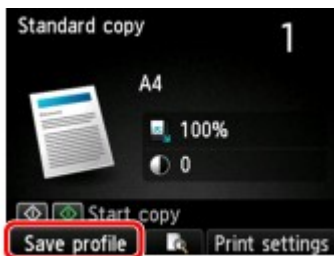 Standard copy
1
A4
100%
0
Start copy
Save profile
Print settings